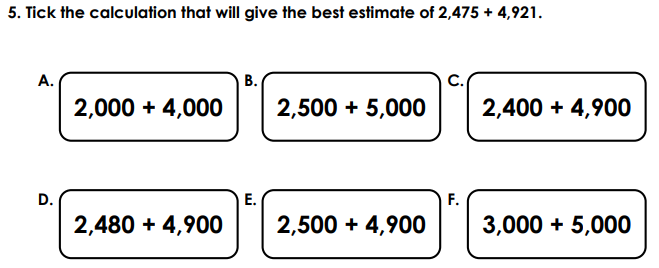 5. Tick the calculation that will give the best estimate of 2,475 + 4,921.
A. B. C.
2,000 + 4,000 2,500 + 5,000 2,400 + 4,900
D. E. F.
2,480 + 4,900 2,500 + 4,900 3,000 + 5,000